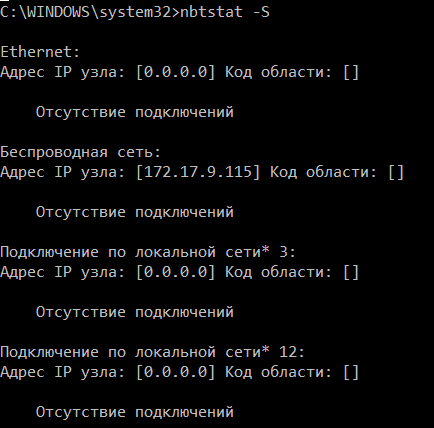 C:\WINDOWS\system32>nbtstat -S
Ethernet:
Адрес IP узла: [0.0.0.0] Код области: []
Отсутствие подключений
Беспроводная сеть:
Адрес IP узла: [172.17.9.115] Код области: []
Отсутствие подключений
Подключение по локальной сети* 3:
Адрес IP узла: [0.0.0.0] Код области: []
Отсутствие подключений
Подключение по локальной сети* 12:
Адрес IP узла: [0.0.0.0] Код области: []
Отсутствие подключений